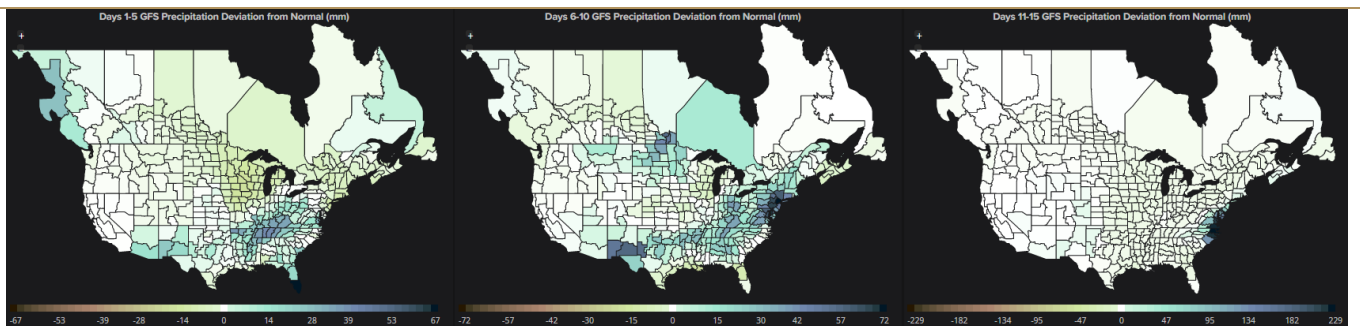 Days 1-5 GFS Precipitation Deviation from Normal (mm)
Days 6-10 GFS Precipitation Deviation from Normal (mm)
Days 11-15 GFS Precipitation Deviation from Normal (mm)
+
+
+
-67 -53 -39 -28 -14 0 14 28 39 53 67
-72 -56 -42 -30 -14 0 14 30 42 57 72
-229 -182 -134 -95 -47 0 47 95 134 182 229